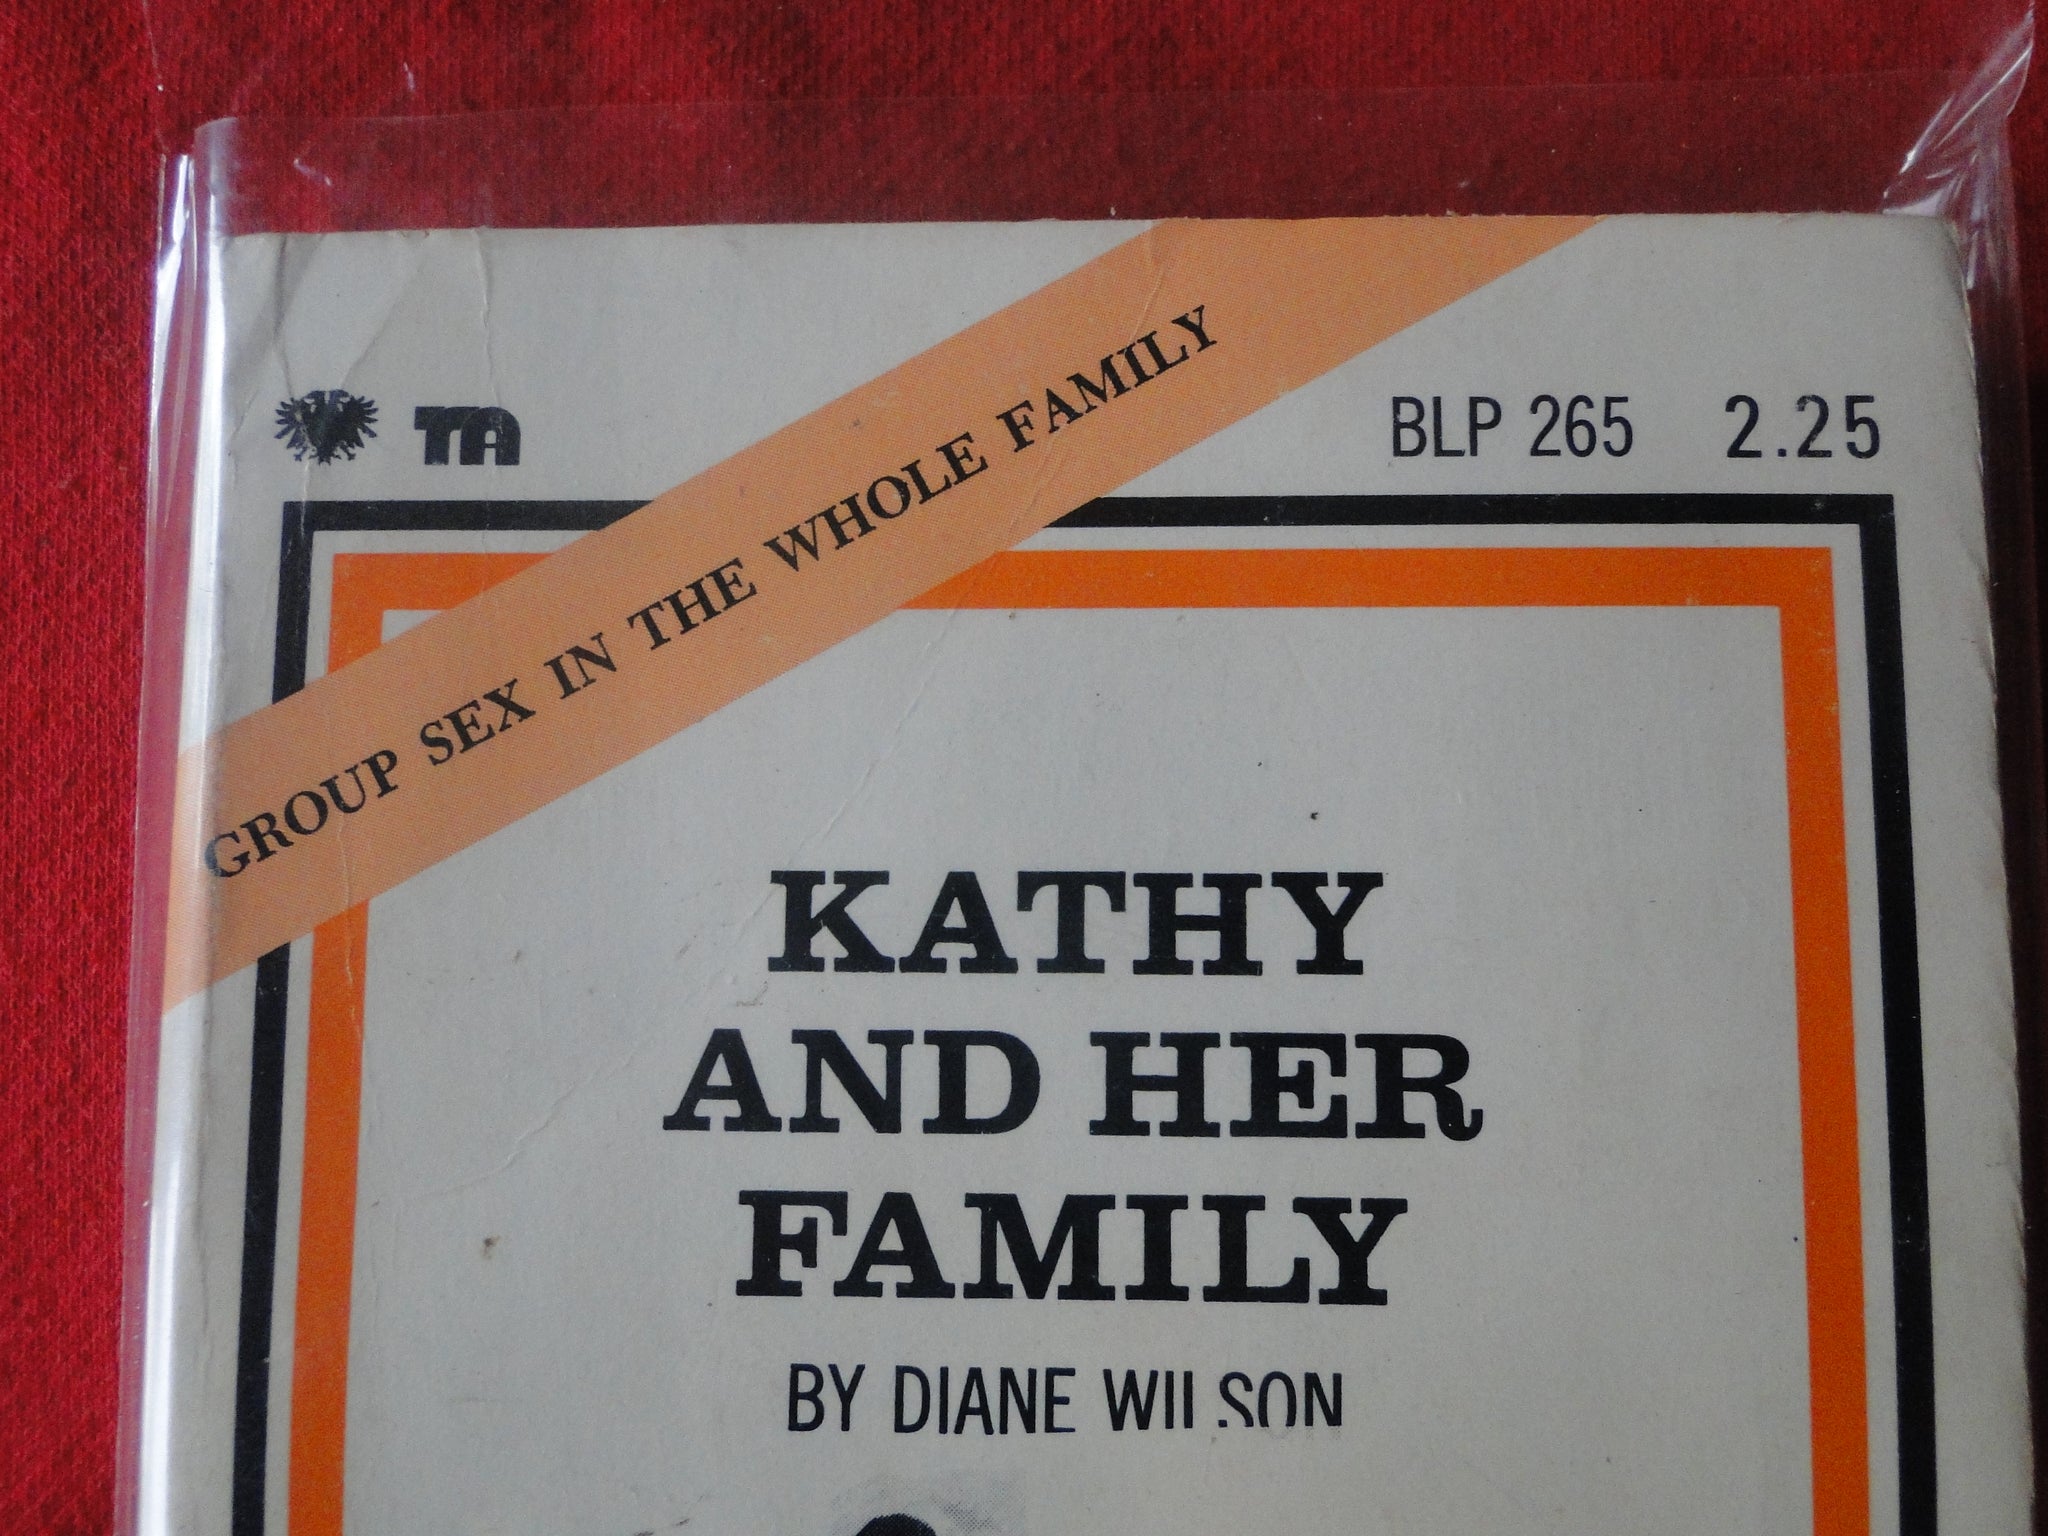 GROUP SEX IN THE WHOLE FAMILY
TA
BLP 265 2.25
KATHY
AND HER
FAMILY
BY DIANE WILSON